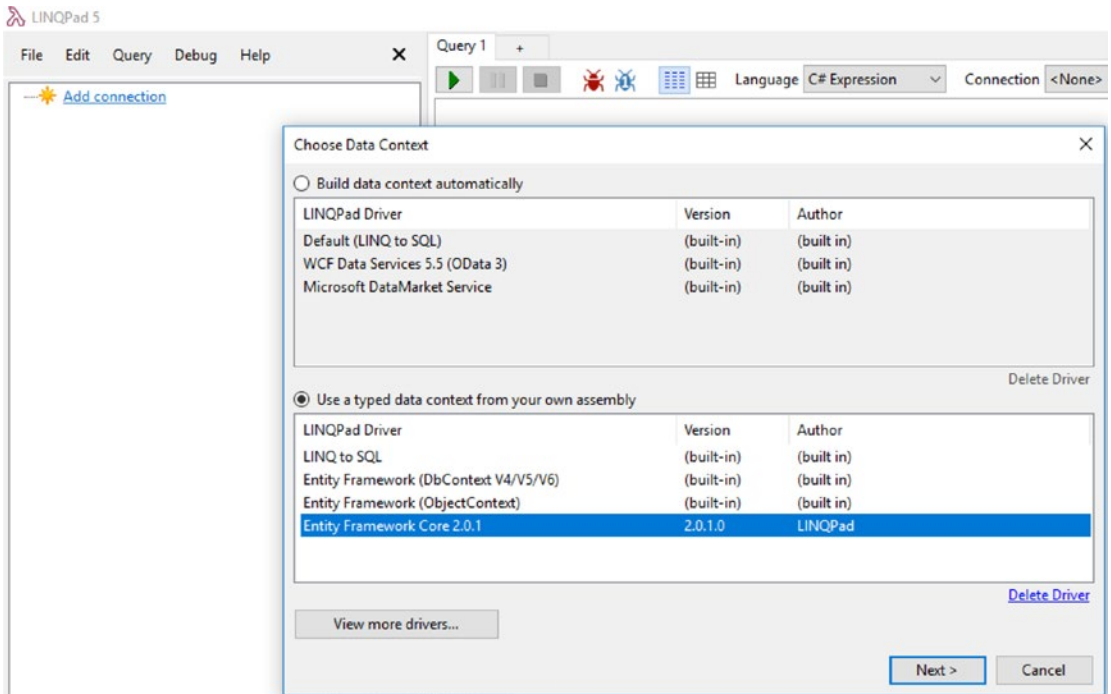 LINQPad 5
File Edit Query Debug Help
Query 1 +
Language C# Expression Connection <None>
Add connection
Choose Data Context
Build data context automatically
LINQPad Driver Version Author
Default (LINQ to SQL) (built-in) (built in)
WCF Data Services 5.5 (OData 3) (built-in) (built in)
Microsoft DataMarket Service (built-in) (built in)
Delete Driver
Use a typed data context from your own assembly
LINQPad Driver Version Author
LINQ to SQL (built-in) (built in)
Entity Framework (DbContext V4/V5/V6) (built-in) (built in)
Entity Framework (ObjectContext) (built-in) (built in)
Entity Framework Core 2.0.1 2.0.1.0 LINQPad
Delete Driver
View more drivers...
Next > Cancel